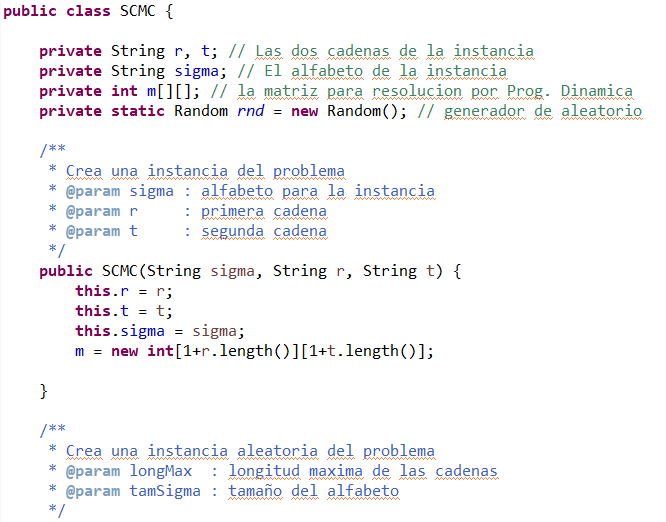 public class SCMC {
private String r, t; // Las dos cadenas de la instancia
private String sigma; // El alfabeto de la instancia
private int m[][]; // la matriz para resolucion por Prog. Dinamica
private static Random rnd = new Random(); // generador de aleatorio
/**
* Crea una instancia del problema
* @param sigma : alfabeto para la instancia
* @param r : primera cadena
* @param t : segunda cadena
*/
public SCMC(String sigma, String r, String t) {
this.r = r;
this.t = t;
this.sigma = sigma;
m = new int[1+r.length()][1+t.length()];
}
/**
* Crea una instancia aleatoria del problema
* @param longMax : longitud maxima de las cadenas
* @param tamSigma : tamaño del alfabeto
*/